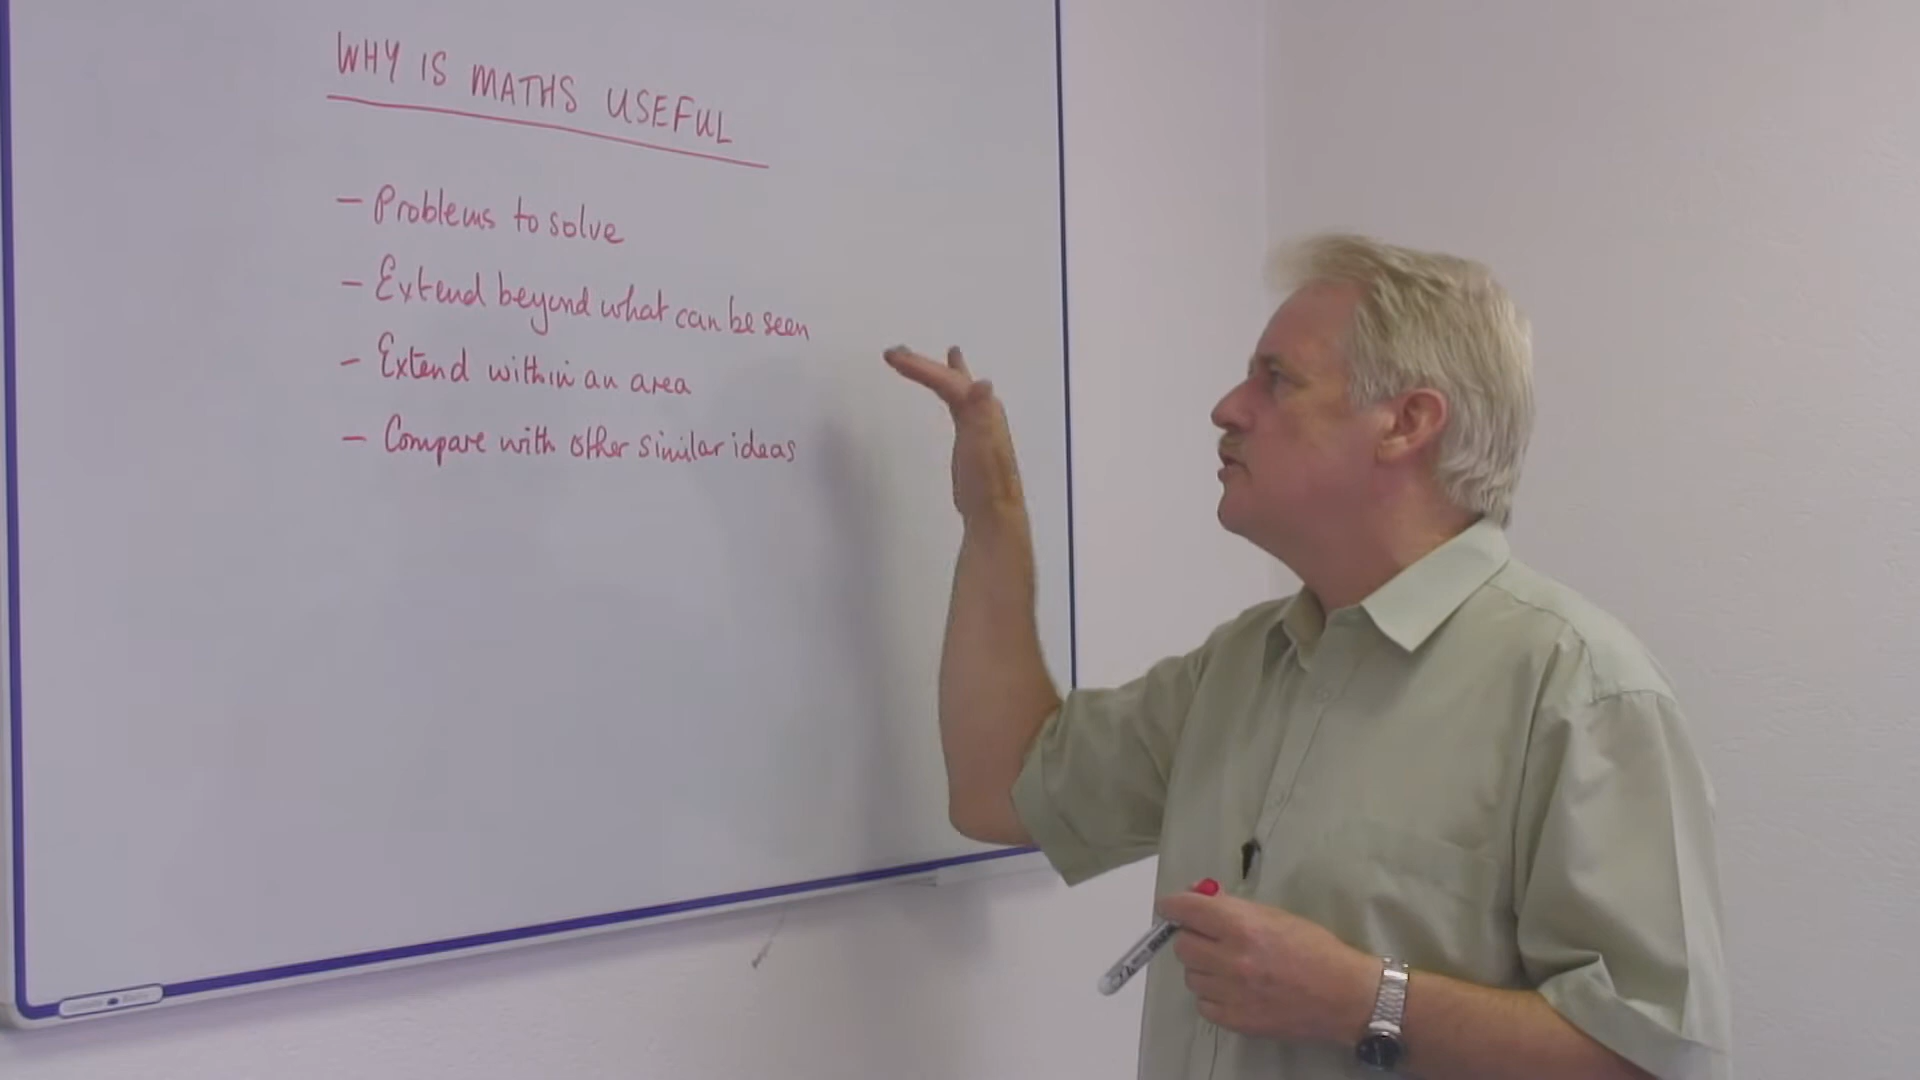 WHY IS MATHS USEFUL
- Problems to solve
- Extend beyond what can be seen
- Extend within an area
- Compare with other similar ideas